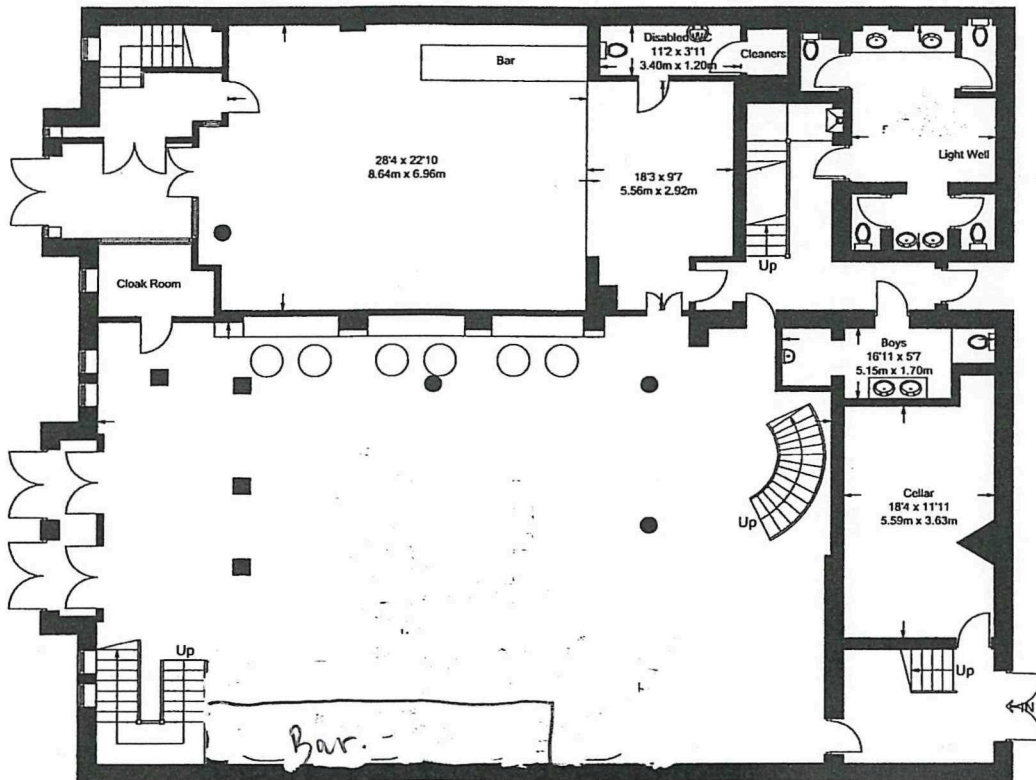 Disabled WC
11'2 x 3'11
3.40m x 1.20m
Cleaners
Bar
28'4 x 22'10
8.64m x 6.96m
18'3 x 9'7
5.56m x 2.92m
Light Well
Up
Cloak Room
Boys
16'11 x 5'7
5.15m x 1.70m
Up
Cellar
18'4 x 11'11
5.59m x 3.63m
Up
Up
IN
Bar.